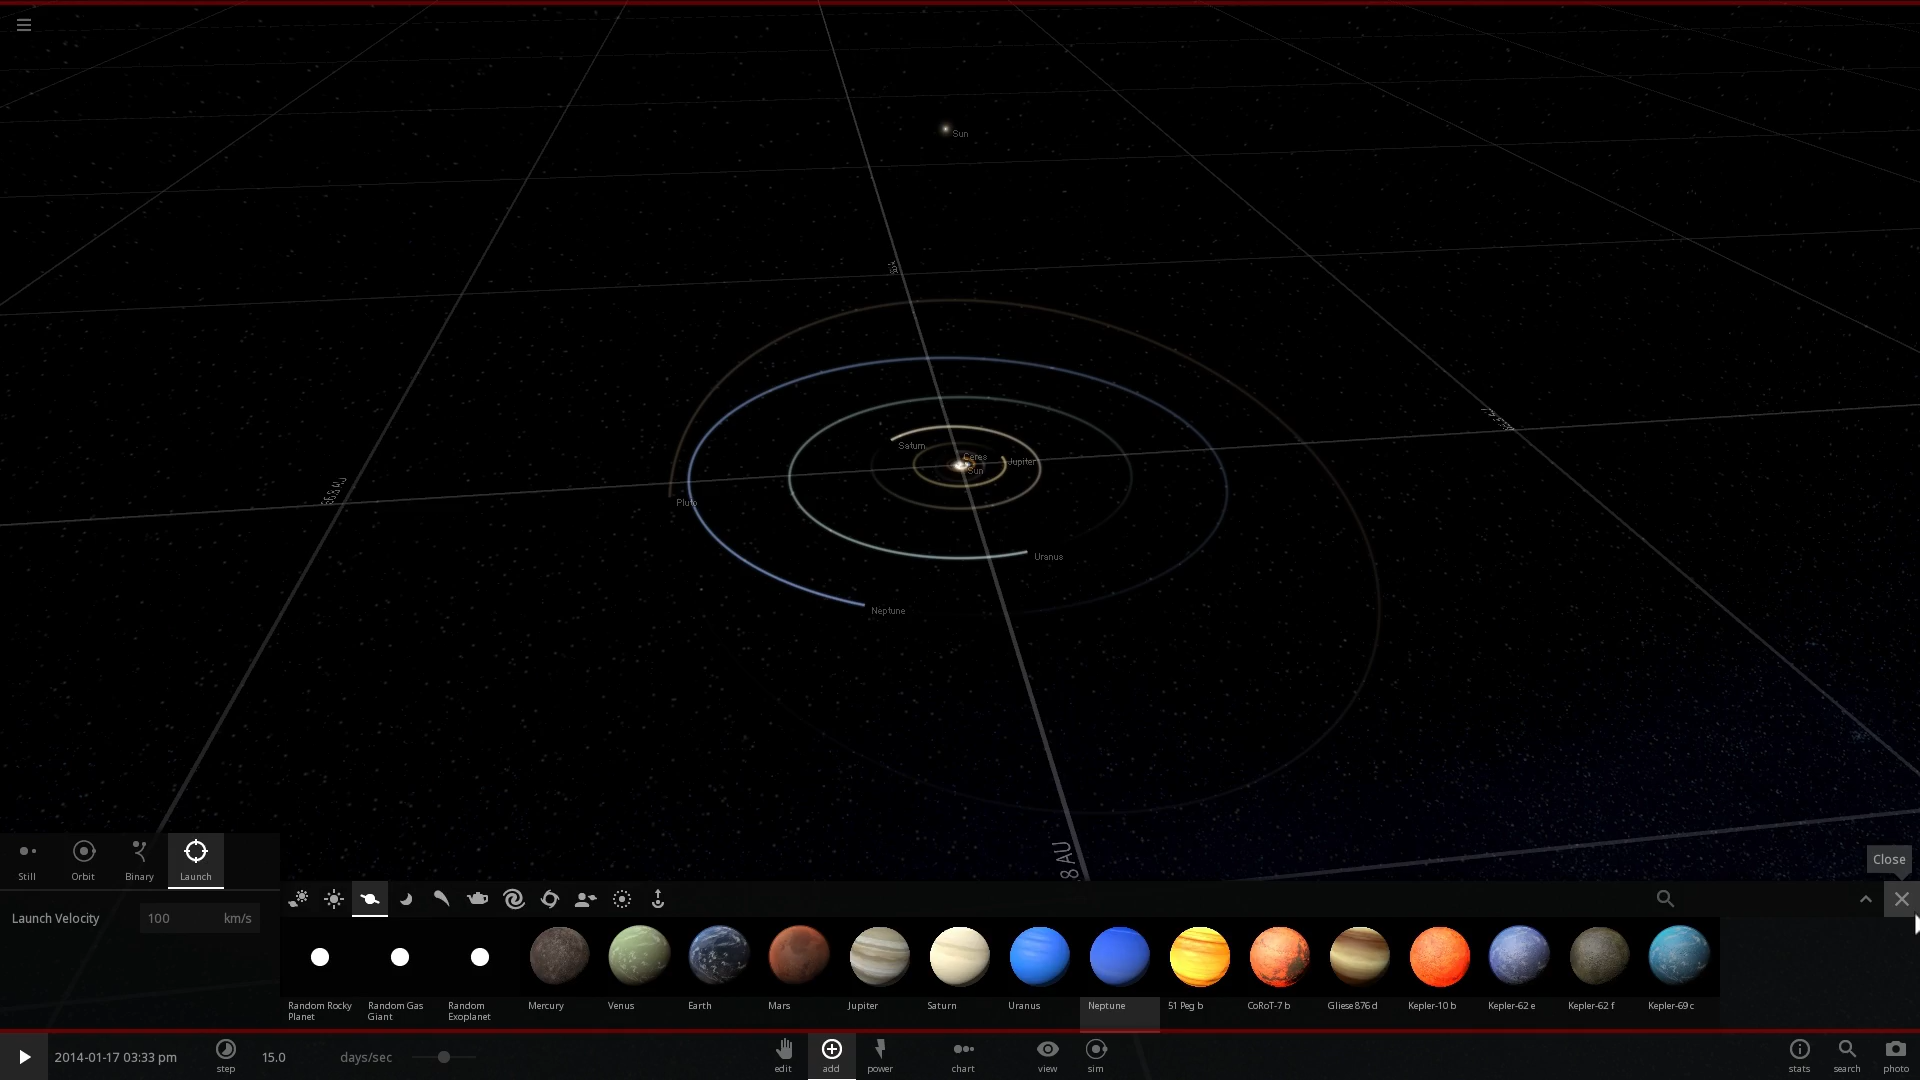 Sun
Saturn
Ceres
Jupiter
Sun
Pluto
Uranus
Neptune
8 AU
Close
Still
Orbit
Binary
Launch
Launch Velocity
100 km/s
Random Rocky Planet
Random Gas Giant
Random Exoplanet
Mercury
Venus
Earth
Mars
Jupiter
Saturn
Uranus
Neptune
51 Peg b
CoRoT-7 b
Gliese 876 d
Kepler-10 b
Kepler-62 e
Kepler-62 f
Kepler-69 c
2014-01-17 03:33 pm
step
15.0 days/sec
edit
add
power
chart
view
sim
stats
search
photo